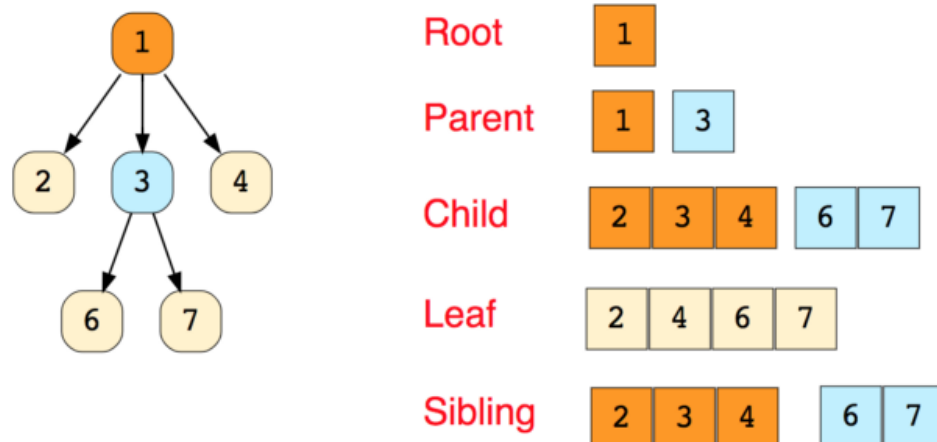 1
2 3 4
6 7
Root 1
Parent 1 3
Child 2 3 4 6 7
Leaf 2 4 6 7
Sibling 2 3 4 6 7